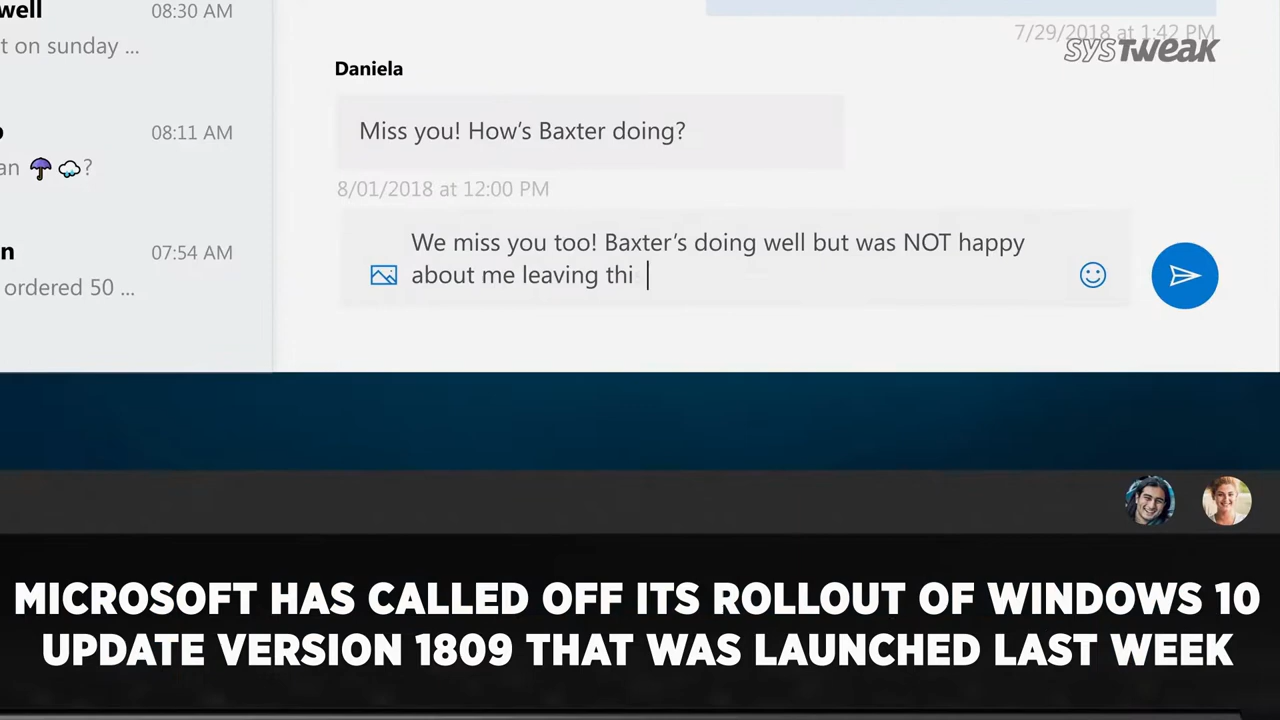 well
08:30 AM
t on sunday ...
08:11 AM
an ☂🌧?
n
07:54 AM
ordered 50 ...
7/29/2018 at 1:42 PM
SYSTWEAK
Daniela
Miss you! How's Baxter doing?
8/01/2018 at 12:00 PM
We miss you too! Baxter's doing well but was NOT happy
about me leaving thi
MICROSOFT HAS CALLED OFF ITS ROLLOUT OF WINDOWS 10
UPDATE VERSION 1809 THAT WAS LAUNCHED LAST WEEK